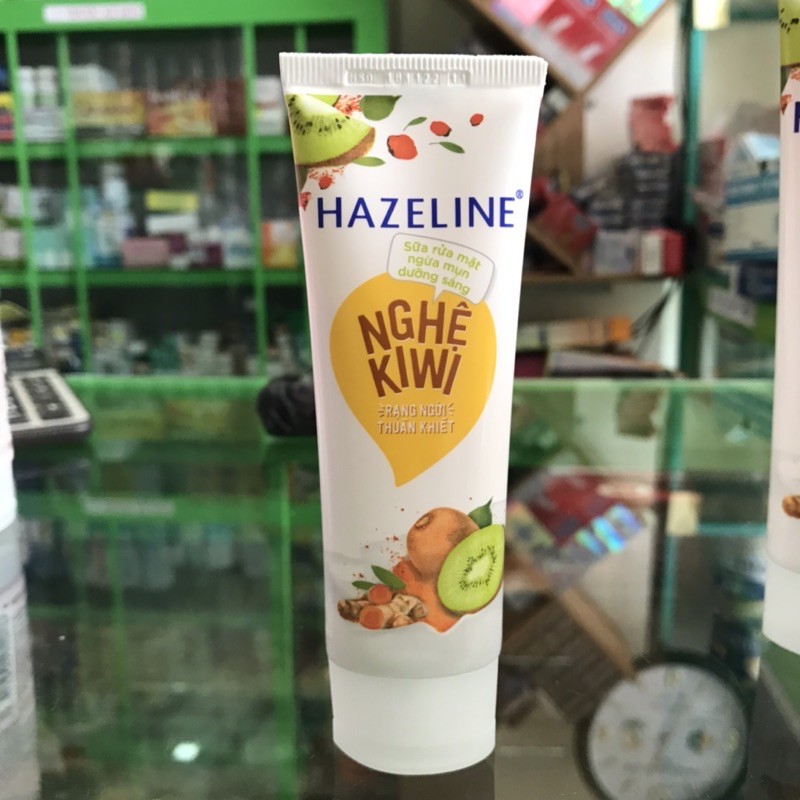 HAZELINE®
Sữa rửa mặt
ngừa mụn
dưỡng sáng
NGHỆ
KIWI
RẠNG NGỜI
THUẦN KHIẾT